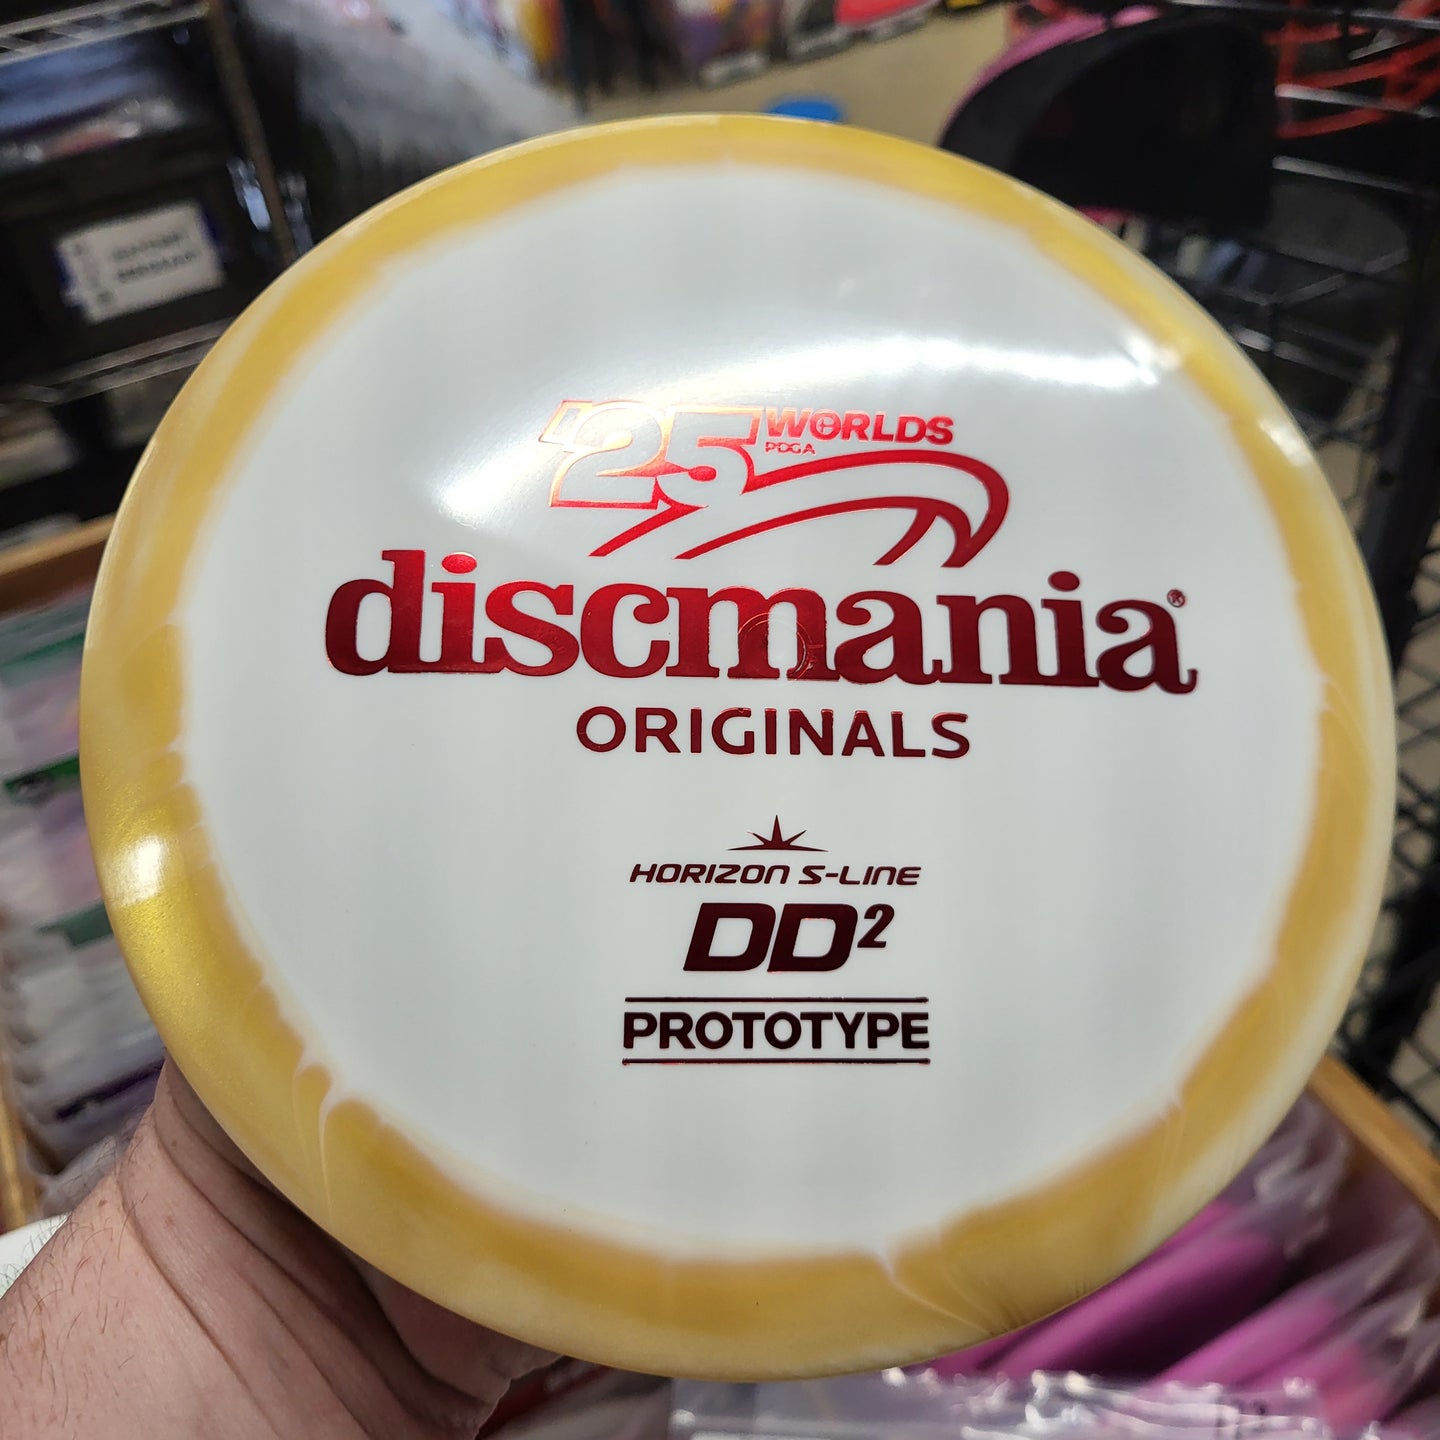 '25 WORLDS
PDGA
discmania®
ORIGINALS
HORIZON S-LINE
DD²
PROTOTYPE